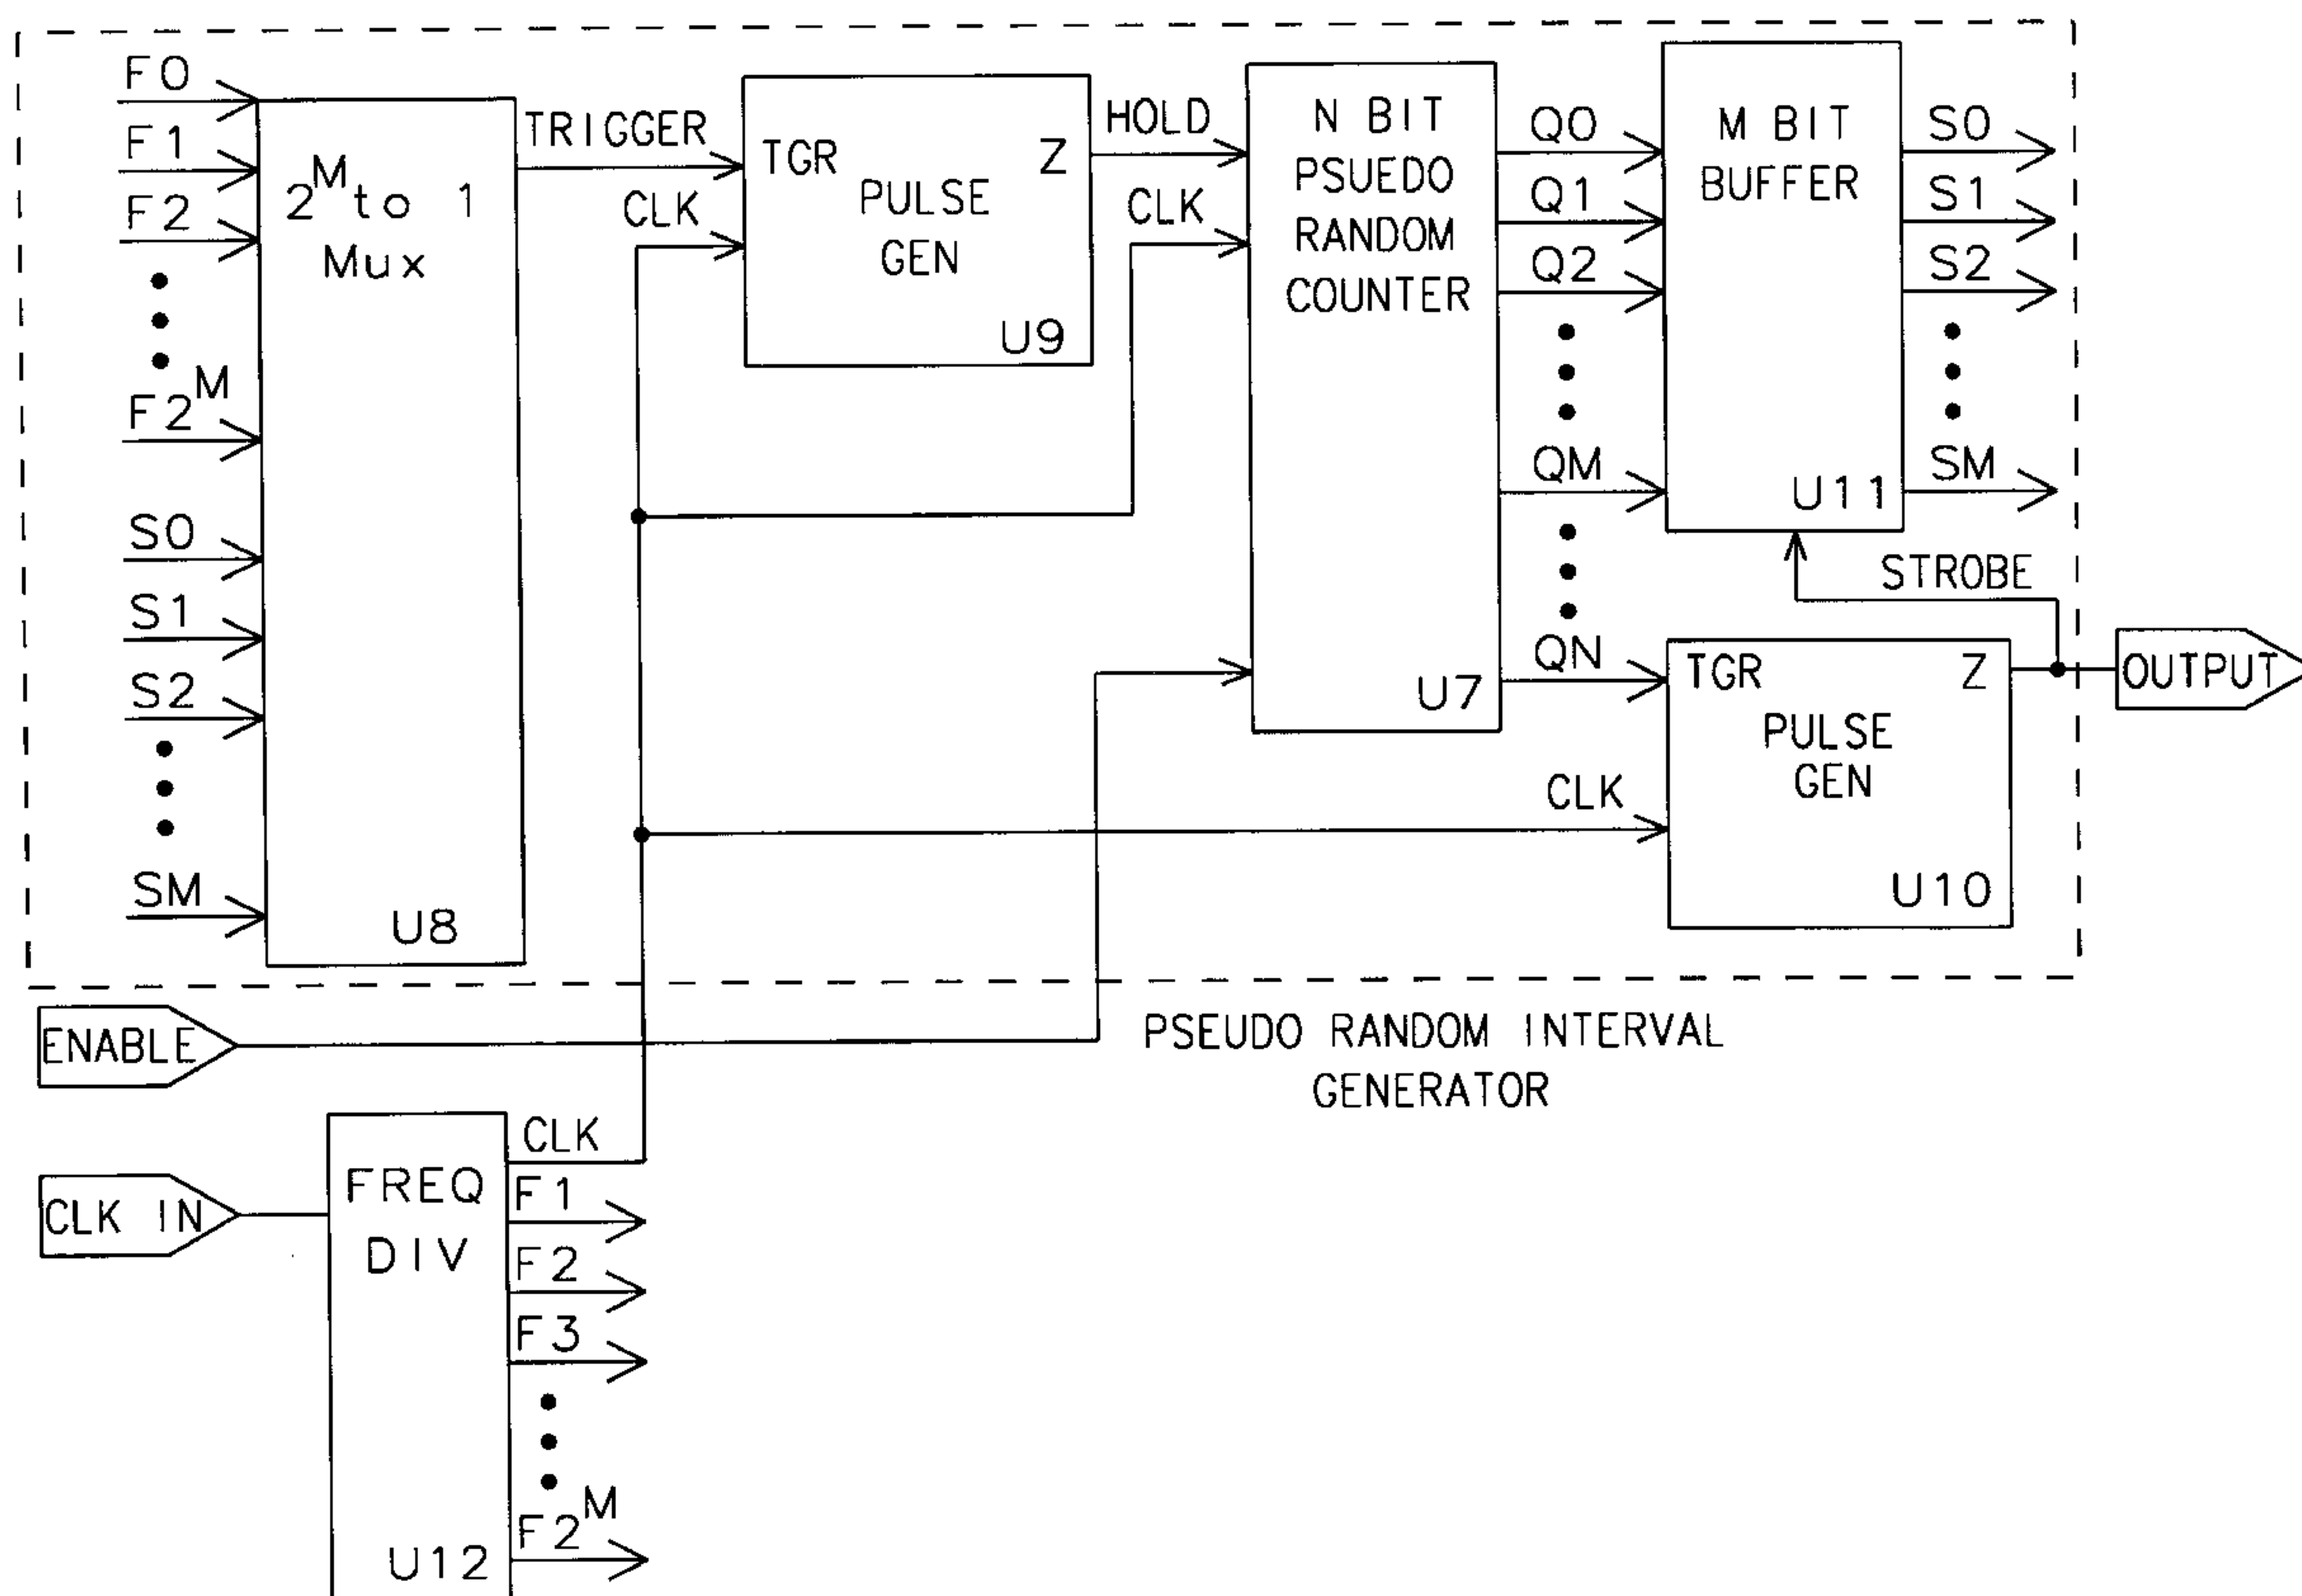 F0
F1
F2
F2^M
S0
S1
S2
SM
2^M to 1
Mux
U8
TRIGGER
CLK
TGR
Z
PULSE
GEN
U9
HOLD
CLK
N BIT
PSUEDO
RANDOM
COUNTER
U7
Q0
Q1
Q2
QM
QN
M BIT
BUFFER
U11
S0
S1
S2
SM
STROBE
TGR
Z
PULSE
GEN
U10
CLK
OUTPUT
ENABLE
PSEUDO RANDOM INTERVAL
GENERATOR
CLK IN
FREQ
DIV
U12
CLK
F1
F2
F3
F2^M